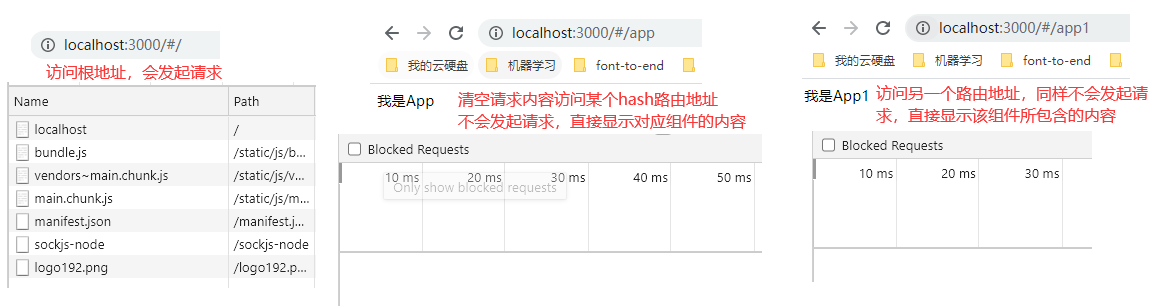 localhost:3000/#/
访问根地址，会发起请求
Name Path
localhost /
bundle.js /static/js/b...
vendors~main.chunk.js /static/js/v...
main.chunk.js /static/js/m...
manifest.json /manifest.j...
sockjs-node /sockjs-node
logo192.png /logo192.p...
localhost:3000/#/app
我的云硬盘 机器学习 font-to-end
我是App
清空请求内容访问某个hash路由地址
不会发起请求，直接显示对应组件的内容
Blocked Requests
10 ms 20 ms 30 ms 40 ms 50 ms
Only show blocked requests
localhost:3000/#/app1
我的云硬盘 机器学习 font-to-end
我是App1
访问另一个路由地址，同样不会发起请
求，直接显示该组件所包含的内容
Blocked Requests
10 ms 20 ms 30 ms